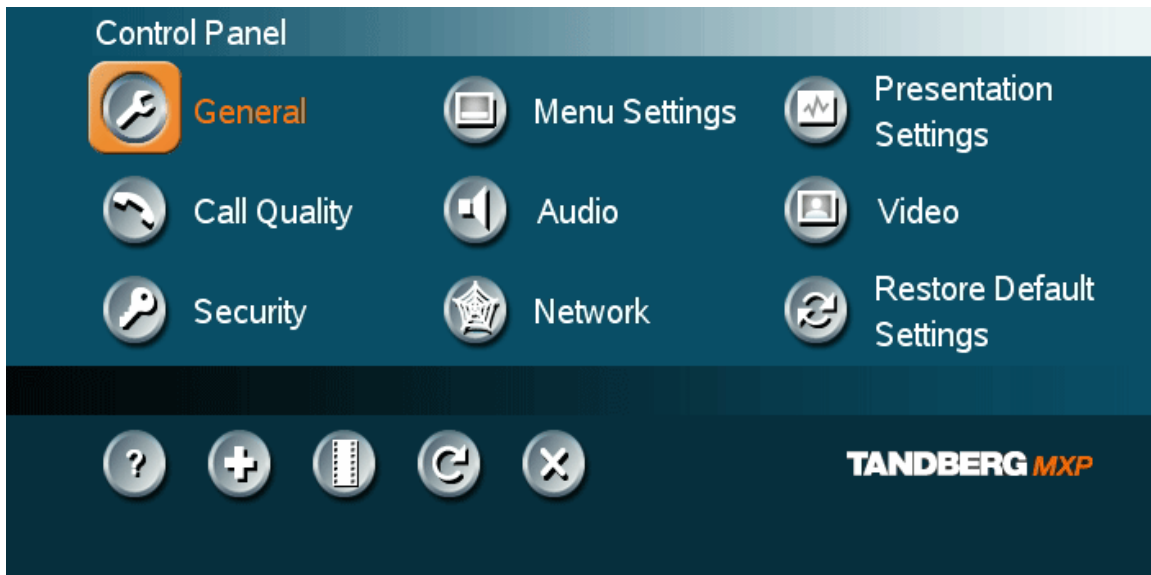 Control Panel
General
Menu Settings
Presentation
Settings
Call Quality
Audio
Video
Security
Network
Restore Default
Settings
?
TANDBERG MXP